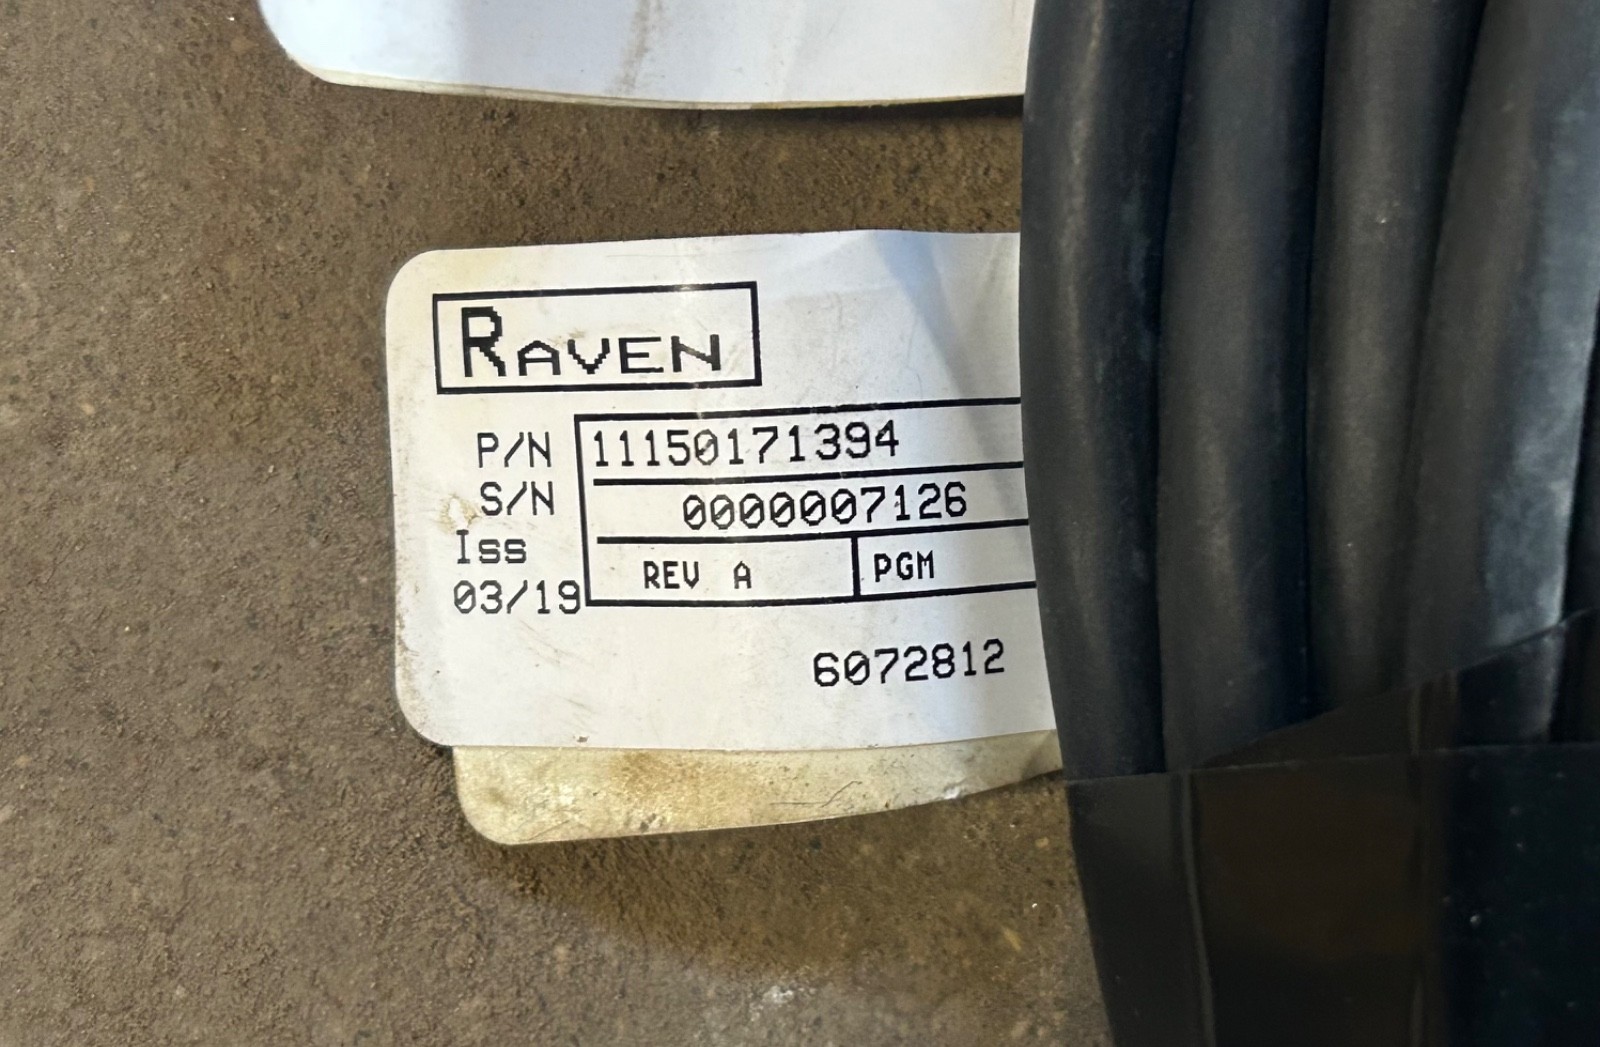 RAVEN
P/N 11150171394
S/N 0000007126
Iss
03/19
REV A PGM
6072812